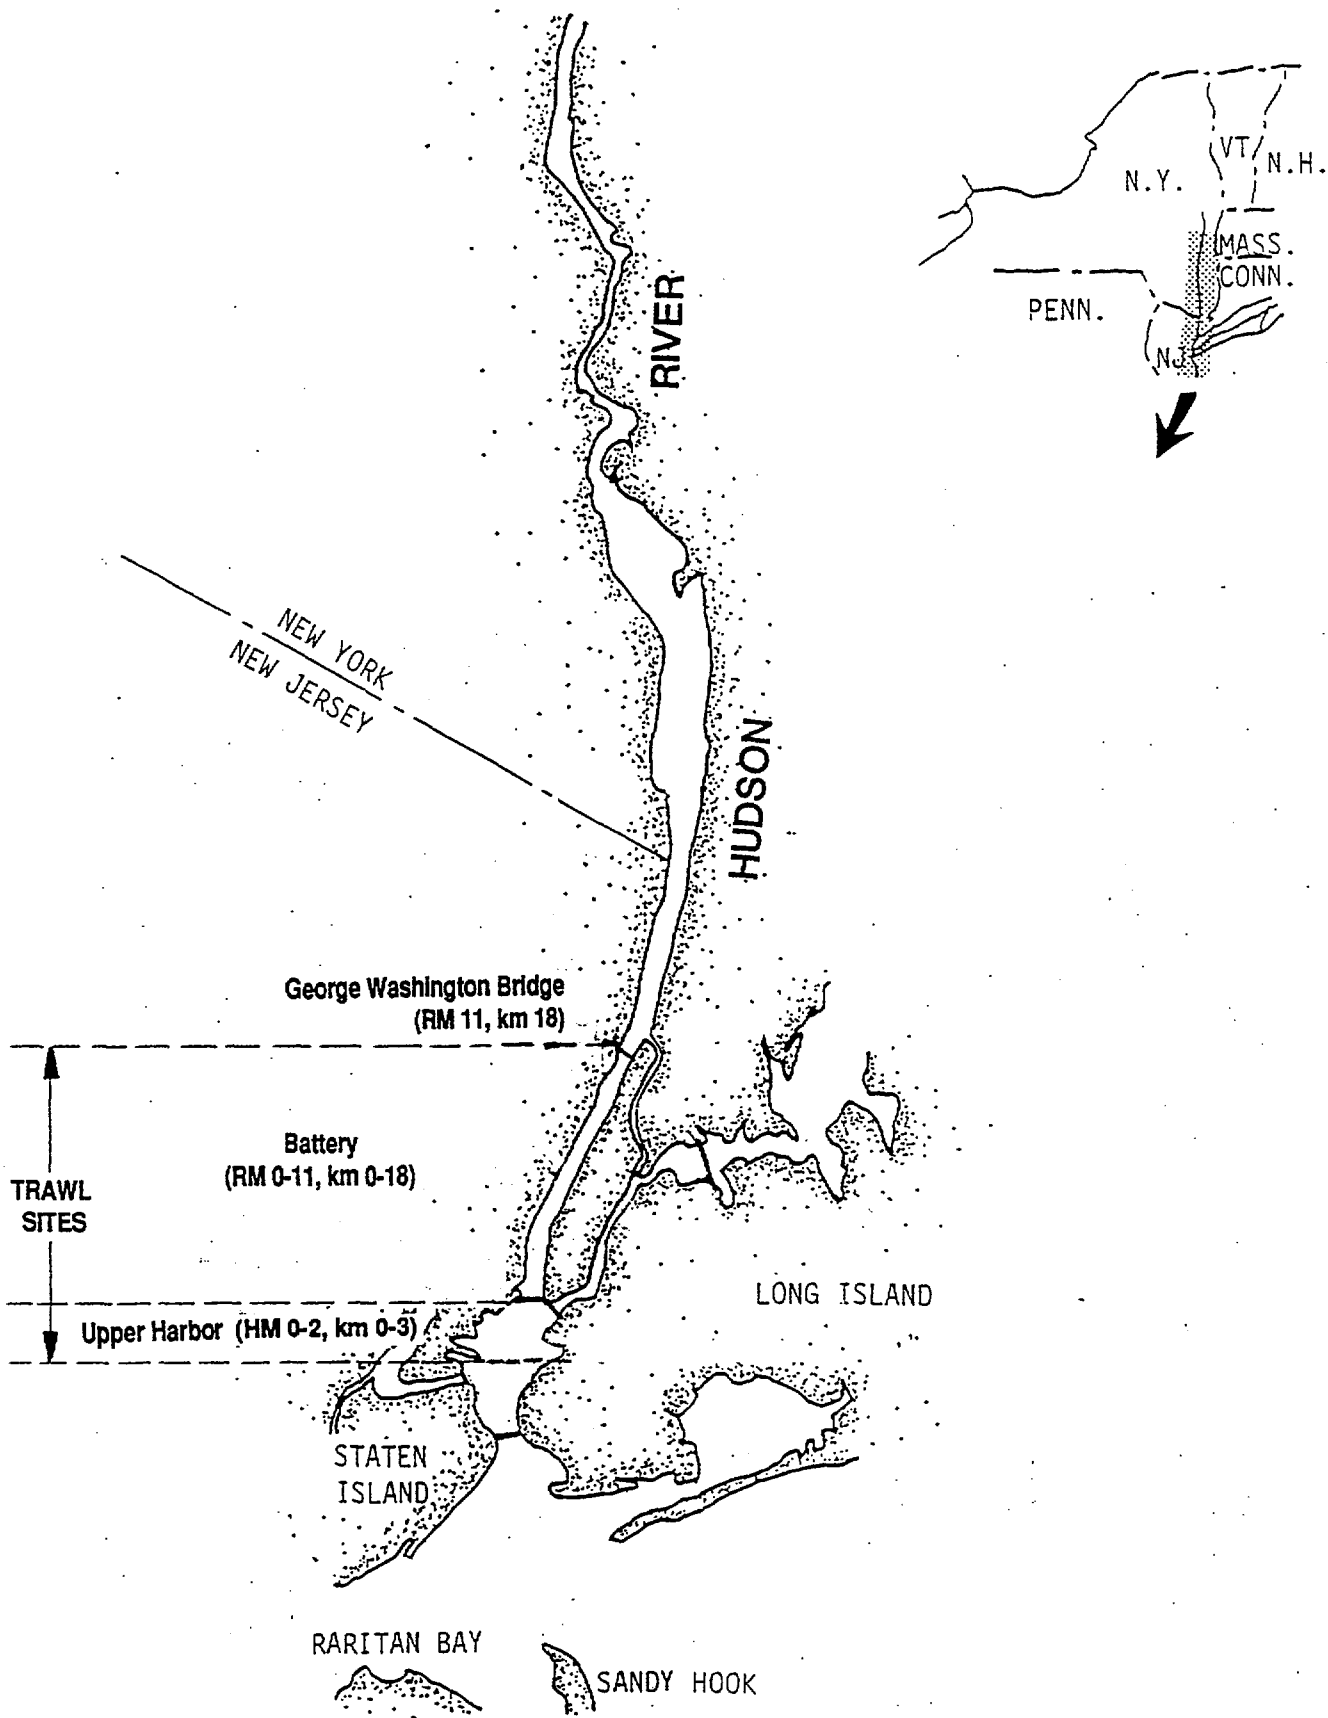 VT
N.H.
N.Y.
MASS.
CONN.
PENN.
NJ
RIVER
NEW YORK
NEW JERSEY
HUDSON
George Washington Bridge
(RM 11, km 18)
Battery
(RM 0-11, km 0-18)
TRAWL
SITES
LONG ISLAND
Upper Harbor (HM 0-2, km 0-3)
STATEN
ISLAND
RARITAN BAY
SANDY HOOK